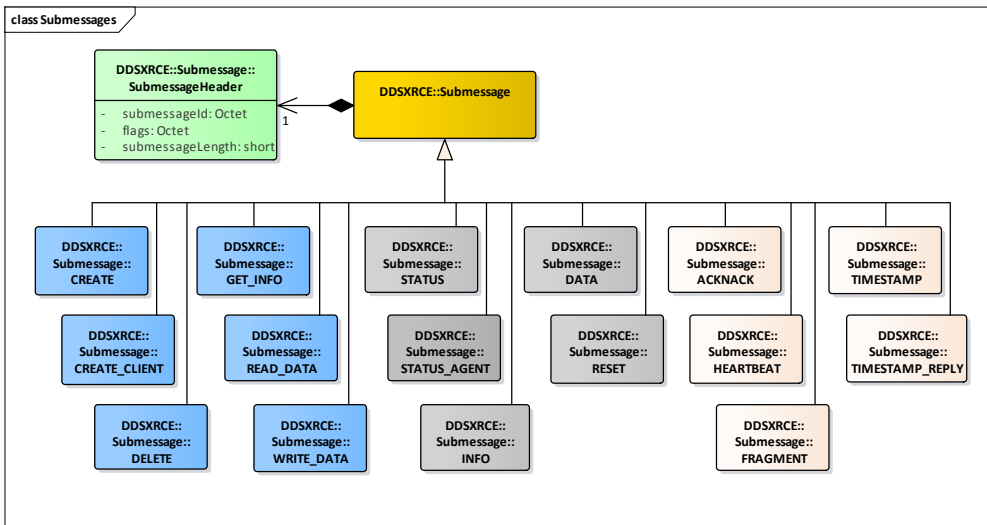 class Submessages
DDSXRCE::Submessage::
SubmessageHeader
- submessageId: Octet
- flags: Octet
- submessageLength: short
1
DDSXRCE::Submessage
DDSXRCE::
Submessage::
CREATE
DDSXRCE::
Submessage::
GET_INFO
DDSXRCE::
Submessage::
STATUS
DDSXRCE::
Submessage::
DATA
DDSXRCE::
Submessage::
ACKNACK
DDSXRCE::
Submessage::
TIMESTAMP
DDSXRCE::
Submessage::
CREATE_CLIENT
DDSXRCE::
Submessage::
READ_DATA
DDSXRCE::
Submessage::
STATUS_AGENT
DDSXRCE::
Submessage::
RESET
DDSXRCE::
Submessage::
HEARTBEAT
DDSXRCE::
Submessage::
TIMESTAMP_REPLY
DDSXRCE::
Submessage::
DELETE
DDSXRCE::
Submessage::
WRITE_DATA
DDSXRCE::
Submessage::
INFO
DDSXRCE::
Submessage::
FRAGMENT